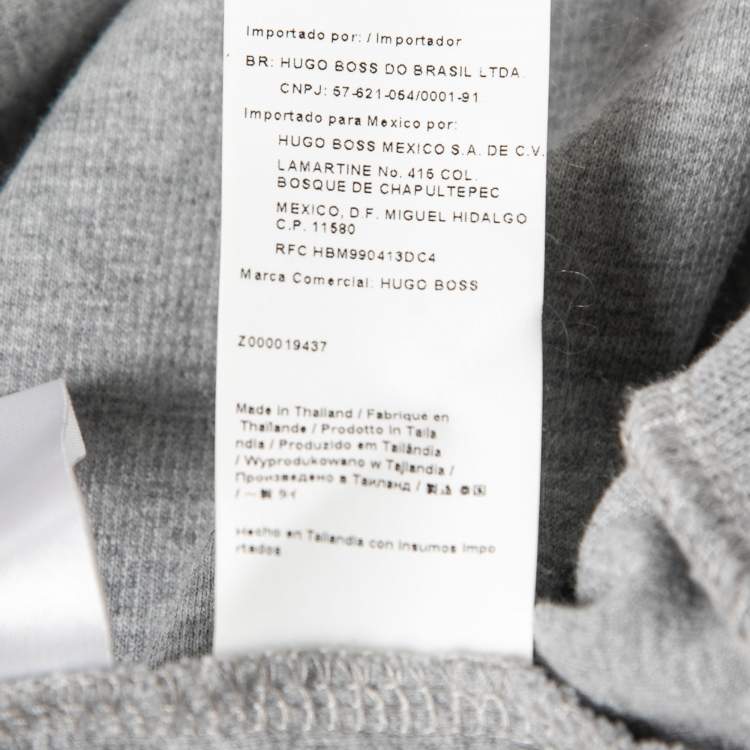 Importado por: / Importador
BR: HUGO BOSS DO BRASIL LTDA.
CNPJ: 57-621-054/0001-91
Importado para Mexico por:
HUGO BOSS MEXICO S.A. DE C.V.
LAMARTINE No. 415 COL.
BOSQUE DE CHAPULTEPEC
MEXICO, D.F. MIGUEL HIDALGO
C.P. 11580
RFC HBM990413DC4
Marca Comercial: HUGO BOSS
Z000019437
Made in Thailand / Fabrique en
Thailande / Prodotto in Taila
ndia / Produzido em Tailândia
/ Wyprodukowano w Tajlandia /
Произведено в Таиланд /
/
Hecho en Tailandia con insumos impo
rtados